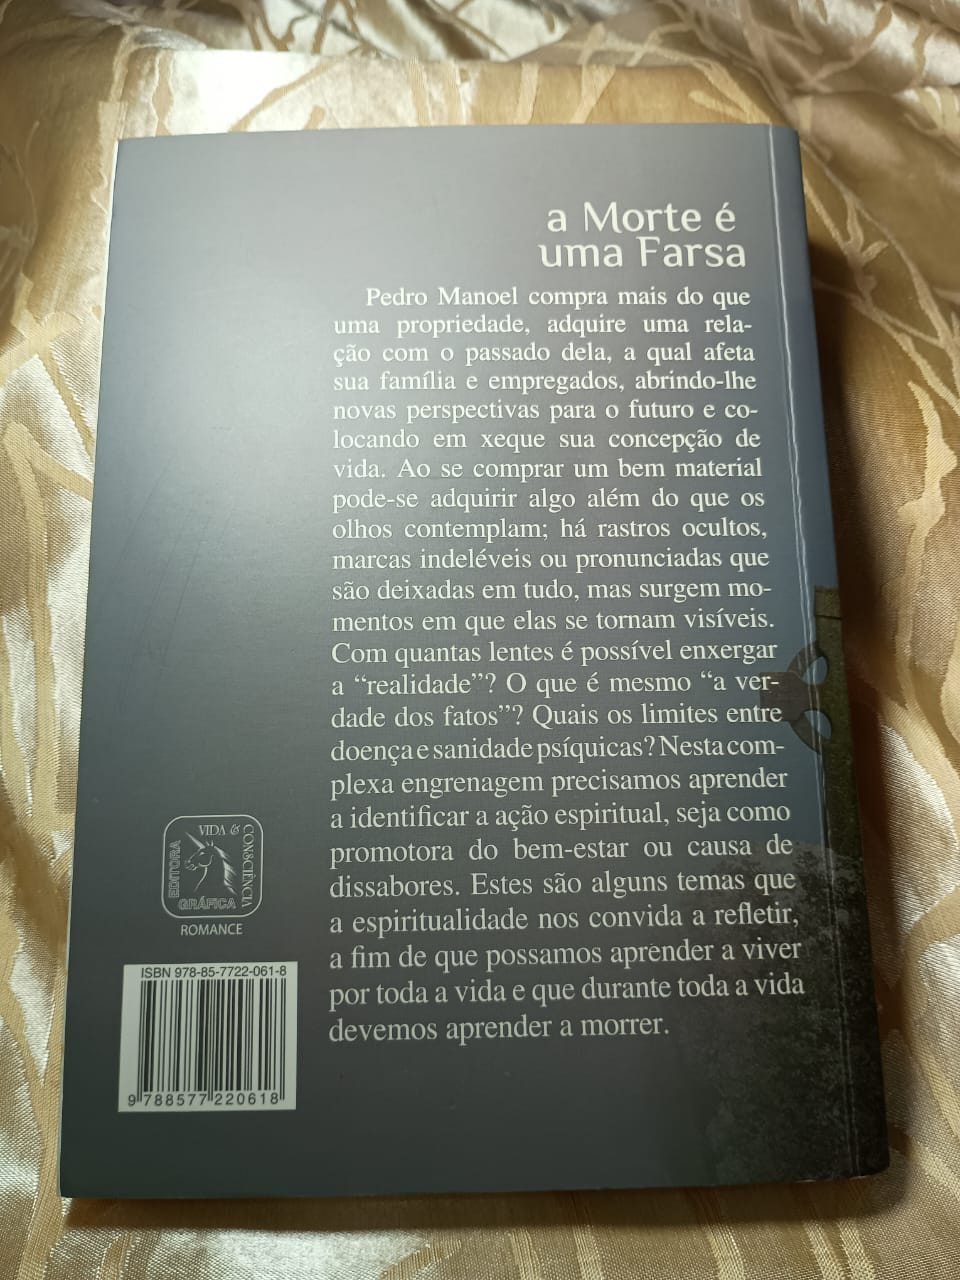 a Morte é
uma Farsa
Pedro Manoel compra mais do que
uma propriedade, adquire uma rela-
ção com o passado dela, a qual afeta
sua família e empregados, abrindo-lhe
novas perspectivas para o futuro e co-
locando em xeque sua concepção de
vida. Ao se comprar um bem material
pode-se adquirir algo além do que os
olhos contemplam; há rastros ocultos,
marcas indeléveis ou pronunciadas que
são deixadas em tudo, mas surgem mo-
mentos em que elas se tornam visíveis.
Com quantas lentes é possível enxergar
a “realidade”? O que é mesmo “a ver-
dade dos fatos”? Quais os limites entre
doença e sanidade psíquicas? Nesta com-
plexa engrenagem precisamos aprender
a identificar a ação espiritual, seja como
promotora do bem-estar ou causa de
dissabores. Estes são alguns temas que
a espiritualidade nos convida a refletir,
a fim de que possamos aprender a viver
por toda a vida e que durante toda a vida
devemos aprender a morrer.
EDITORA
VIDA &
CONSCIÊNCIA
GRÁFICA
ROMANCE
ISBN 978-85-7722-061-8
9 788577 220618